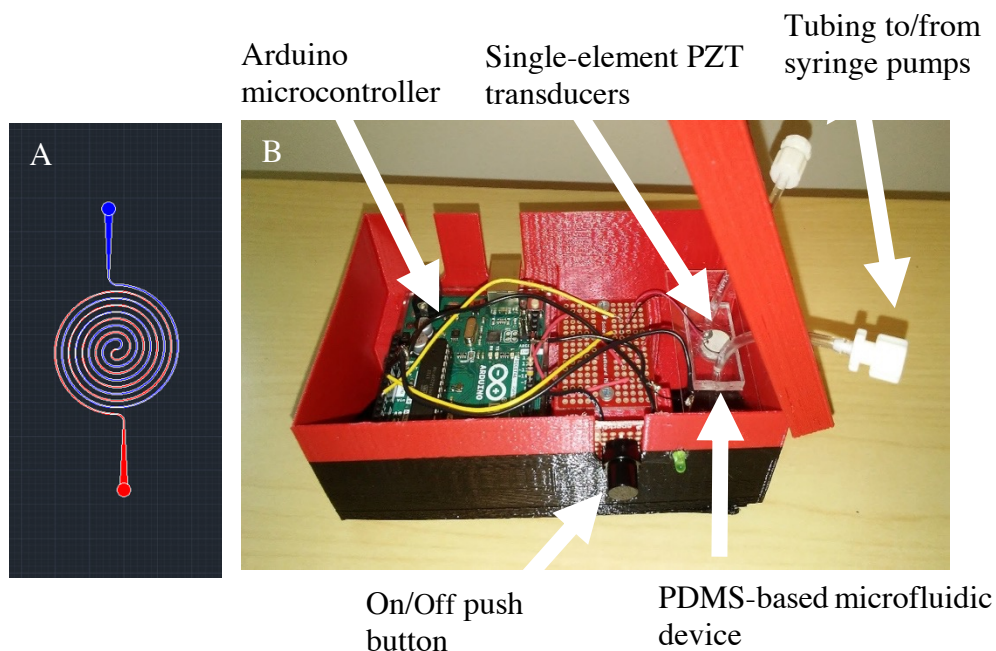 Arduino
microcontroller
Single-element PZT
transducers
Tubing to/from
syringe pumps
A
B
ARDUINO
On/Off push
button
PDMS-based microfluidic
device